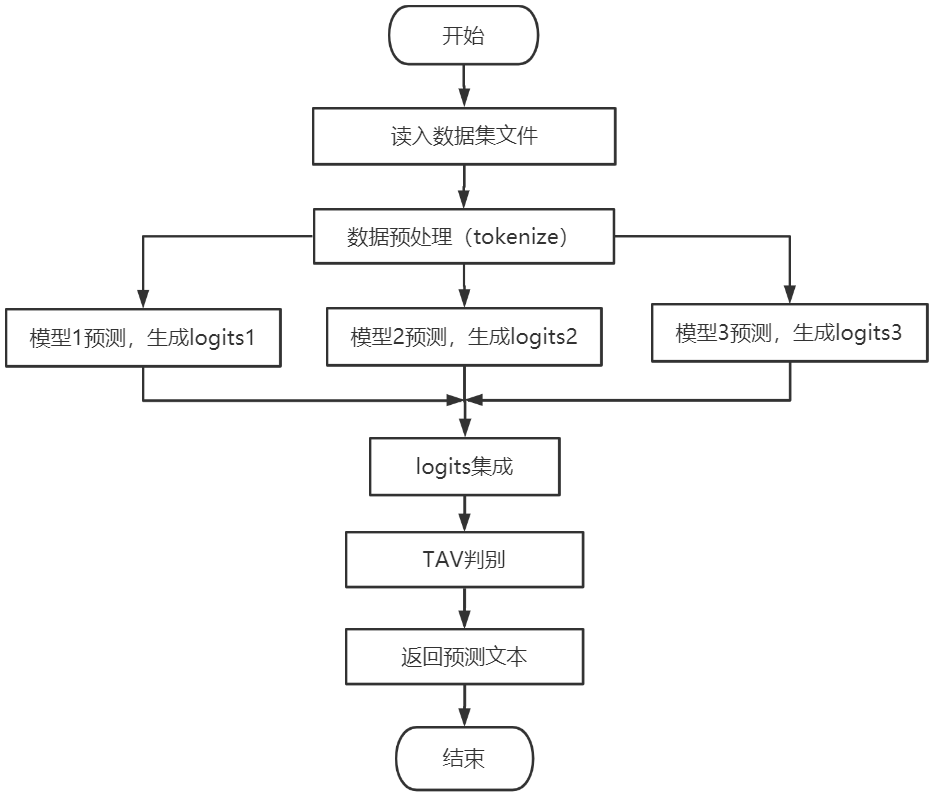 开始
读入数据集文件
数据预处理（tokenize）
模型1预测，生成logits1
模型2预测，生成logits2
模型3预测，生成logits3
logits集成
TAV判别
返回预测文本
结束